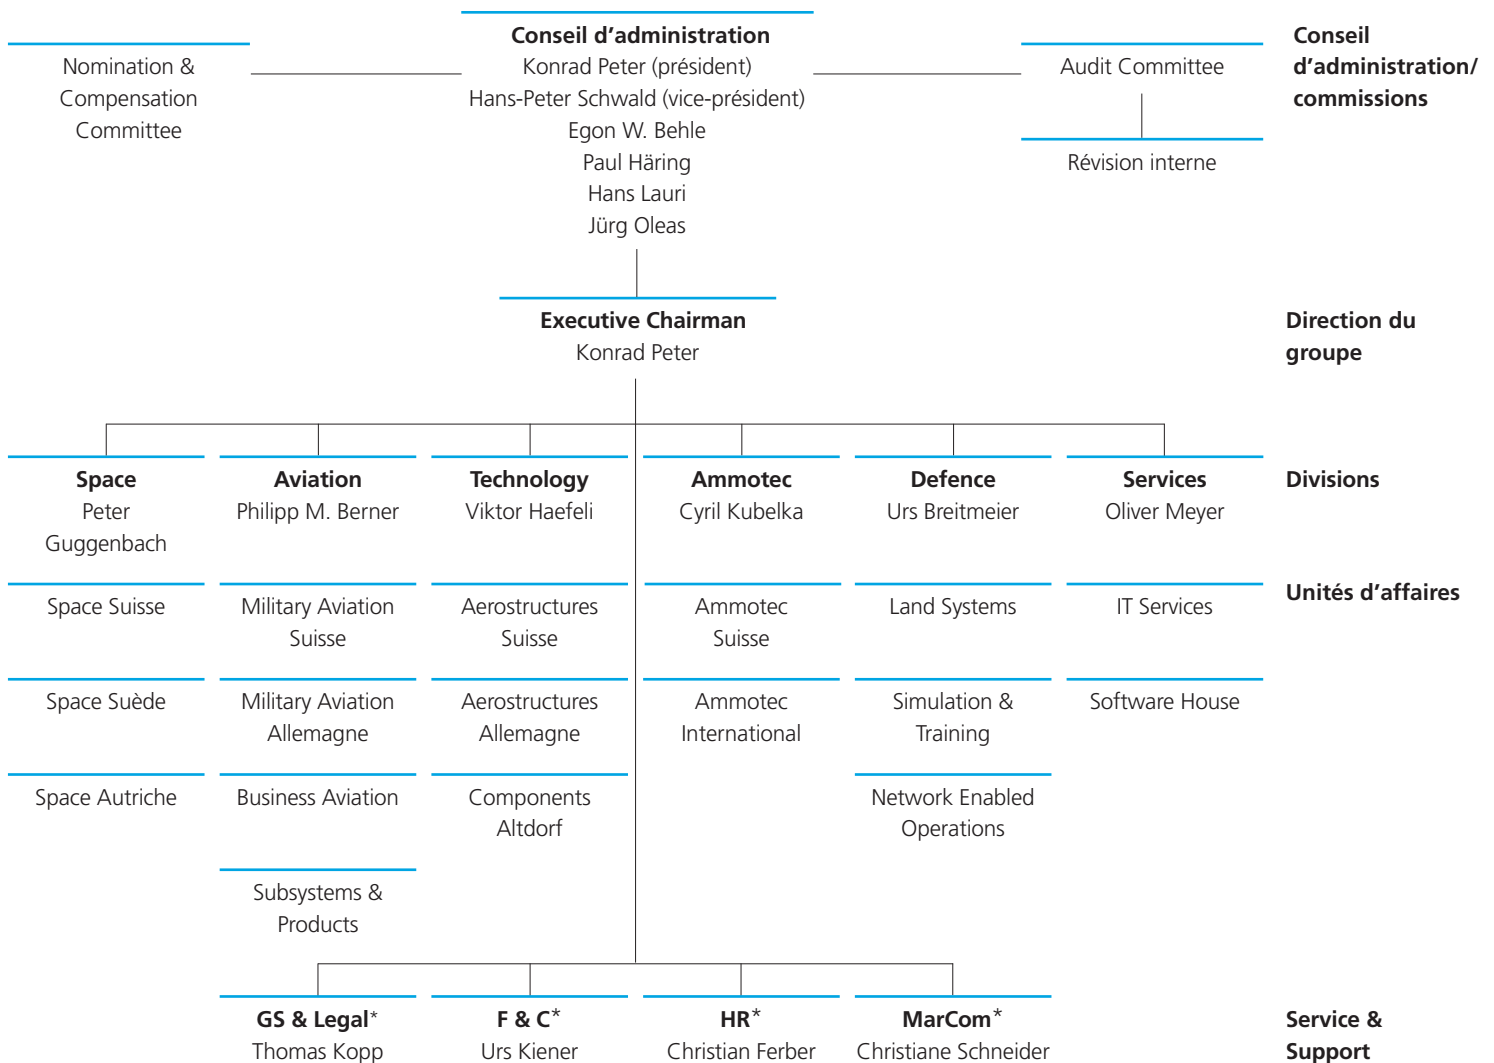 Conseil d'administration
Konrad Peter (président)
Hans-Peter Schwald (vice-président)
Egon W. Behle
Paul Häring
Hans Lauri
Jürg Oleas
Nomination &
Compensation
Committee
Audit Committee
Révision interne
Conseil
d'administration/
commissions
Executive Chairman
Konrad Peter
Direction du
groupe
Space
Peter
Guggenbach
Aviation
Philipp M. Berner
Technology
Viktor Haefeli
Ammotec
Cyril Kubelka
Defence
Urs Breitmeier
Services
Oliver Meyer
Divisions
Space Suisse
Military Aviation
Suisse
Aerostructures
Suisse
Ammotec
Suisse
Land Systems
IT Services
Unités d'affaires
Space Suède
Military Aviation
Allemagne
Aerostructures
Allemagne
Ammotec
International
Simulation &
Training
Software House
Space Autriche
Business Aviation
Components
Altdorf
Network Enabled
Operations
Subsystems &
Products
GS & Legal*
Thomas Kopp
F & C*
Urs Kiener
HR*
Christian Ferber
MarCom*
Christiane Schneider
Service &
Support